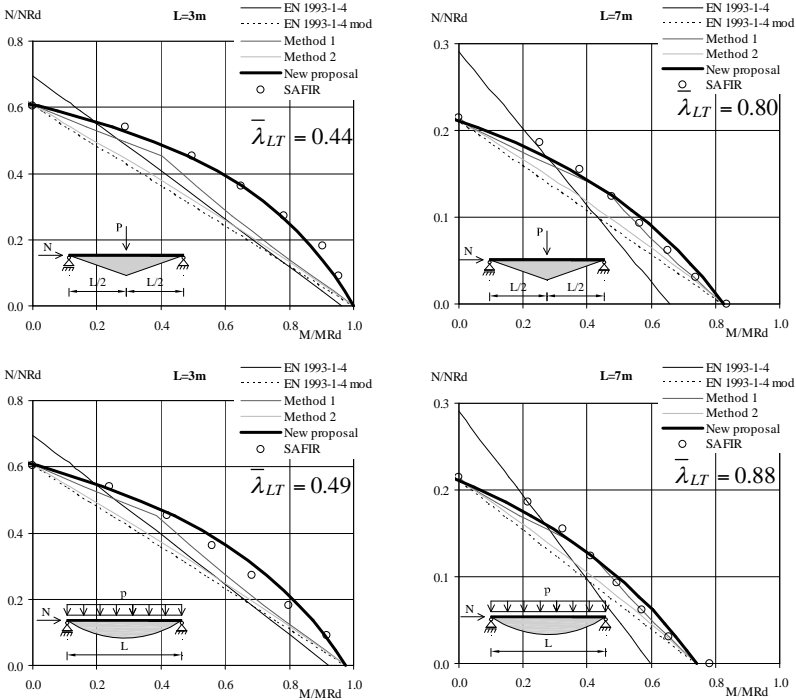 N/NRd
L=3m
EN 1993-1-4
EN 1993-1-4 mod
Method 1
Method 2
New proposal
SAFIR
λ̅LT = 0.44
0.8
0.6
0.4
0.2
0.0
P
N
L/2
L/2
0.0 0.2 0.4 0.6 0.8 1.0
M/MRd
N/NRd
L=7m
EN 1993-1-4
EN 1993-1-4 mod
Method 1
Method 2
New proposal
SAFIR
λ̅LT = 0.80
0.3
0.2
0.1
0.0
P
N
L/2
L/2
0.0 0.2 0.4 0.6 0.8 1.0
M/MRd
N/NRd
L=3m
EN 1993-1-4
EN 1993-1-4 mod
Method 1
Method 2
New proposal
SAFIR
λ̅LT = 0.49
0.8
0.6
0.4
0.2
0.0
p
N
L
0.0 0.2 0.4 0.6 0.8 1.0
M/MRd
N/NRd
L=7m
EN 1993-1-4
EN 1993-1-4 mod
Method 1
Method 2
New proposal
SAFIR
λ̅LT = 0.88
0.3
0.2
0.1
0.0
p
N
L
0.0 0.2 0.4 0.6 0.8 1.0
M/MRd